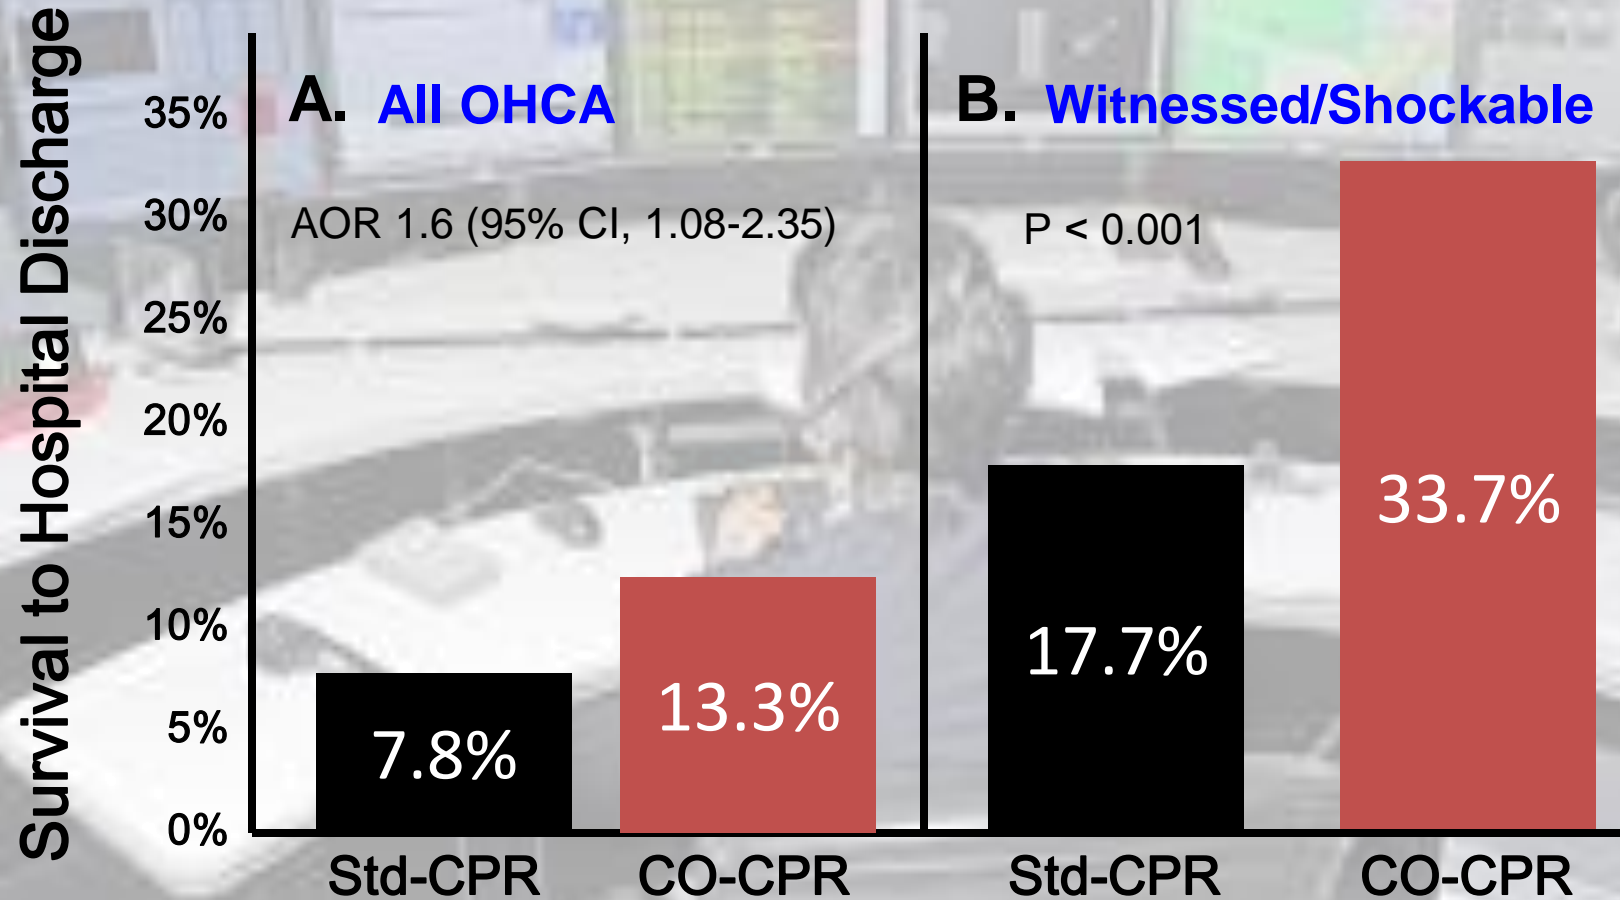 Survival to Hospital Discharge
35%
30%
25%
20%
15%
10%
5%
0%
A. All OHCA
AOR 1.6 (95% CI, 1.08-2.35)
7.8%
13.3%
Std-CPR
CO-CPR
B. Witnessed/Shockable
P < 0.001
17.7%
33.7%
Std-CPR
CO-CPR